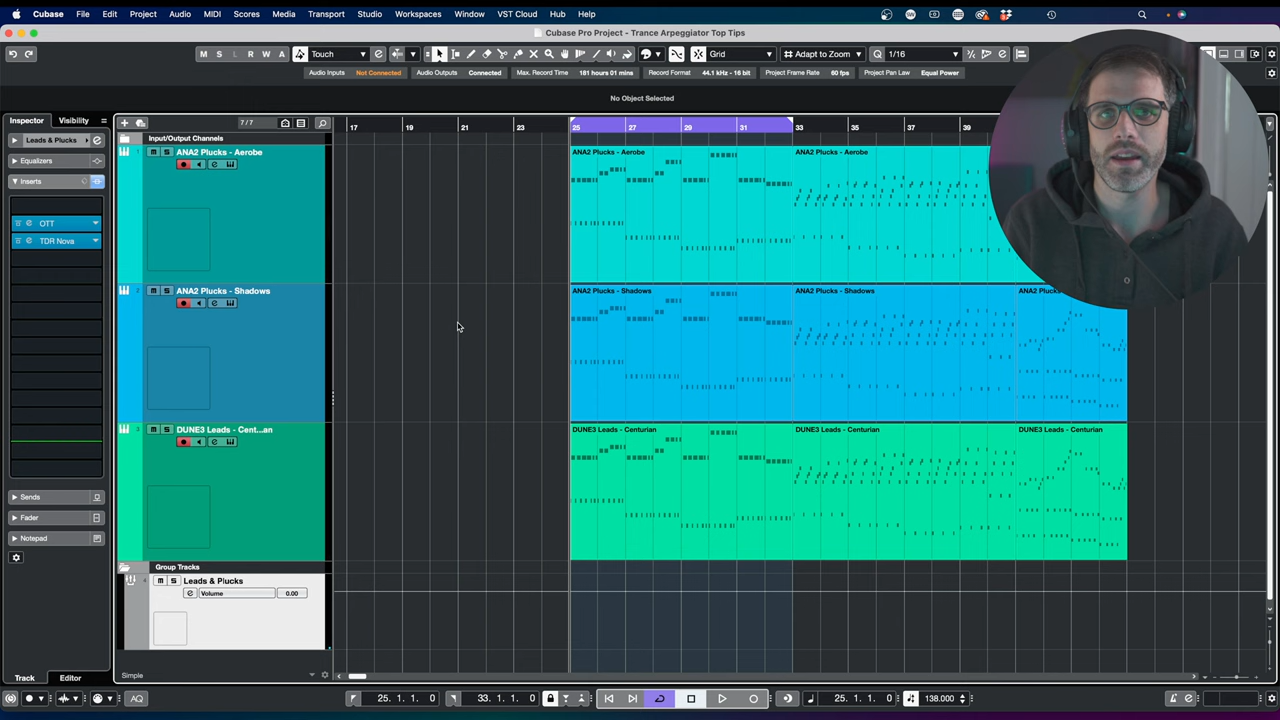 Cubase File Edit Project Audio MIDI Scores Media Transport Studio Workspaces Window VST Cloud Hub Help
Cubase Pro Project - Trance Arpeggiator Top Tips
M S L R W A Touch Grid Adapt to Zoom Q 1/16
Audio Inputs Not Connected Audio Outputs Connected Max. Record Time 181 hours 01 mins Record Format 44.1 kHz - 16 bit Project Frame Rate 60 fps Project Pan Law Equal Power
No Object Selected
Inspector Visibility
7/7
17 19 21 23 25 27 29 31 33 35 37 39
Leads & Plucks
Equalizers
Inserts
OTT
TDR Nova
Sends
Fader
Notepad
Track Editor
Input/Output Channels
1 M S ANA2 Plucks - Aerobe
2 M S ANA2 Plucks - Shadows
3 M S DUNE3 Leads - Cent...an
Group Tracks
4 M S Leads & Plucks
Volume 0.00
Simple
ANA2 Plucks - Aerobe ANA2 Plucks - Aerobe
ANA2 Plucks - Shadows ANA2 Plucks - Shadows ANA2 Pluck
DUNE3 Leads - Centurian DUNE3 Leads - Centurian DUNE3 Leads - Centurian
AQ 25. 1. 1. 0 33. 1. 1. 0 25. 1. 1. 0 138.000